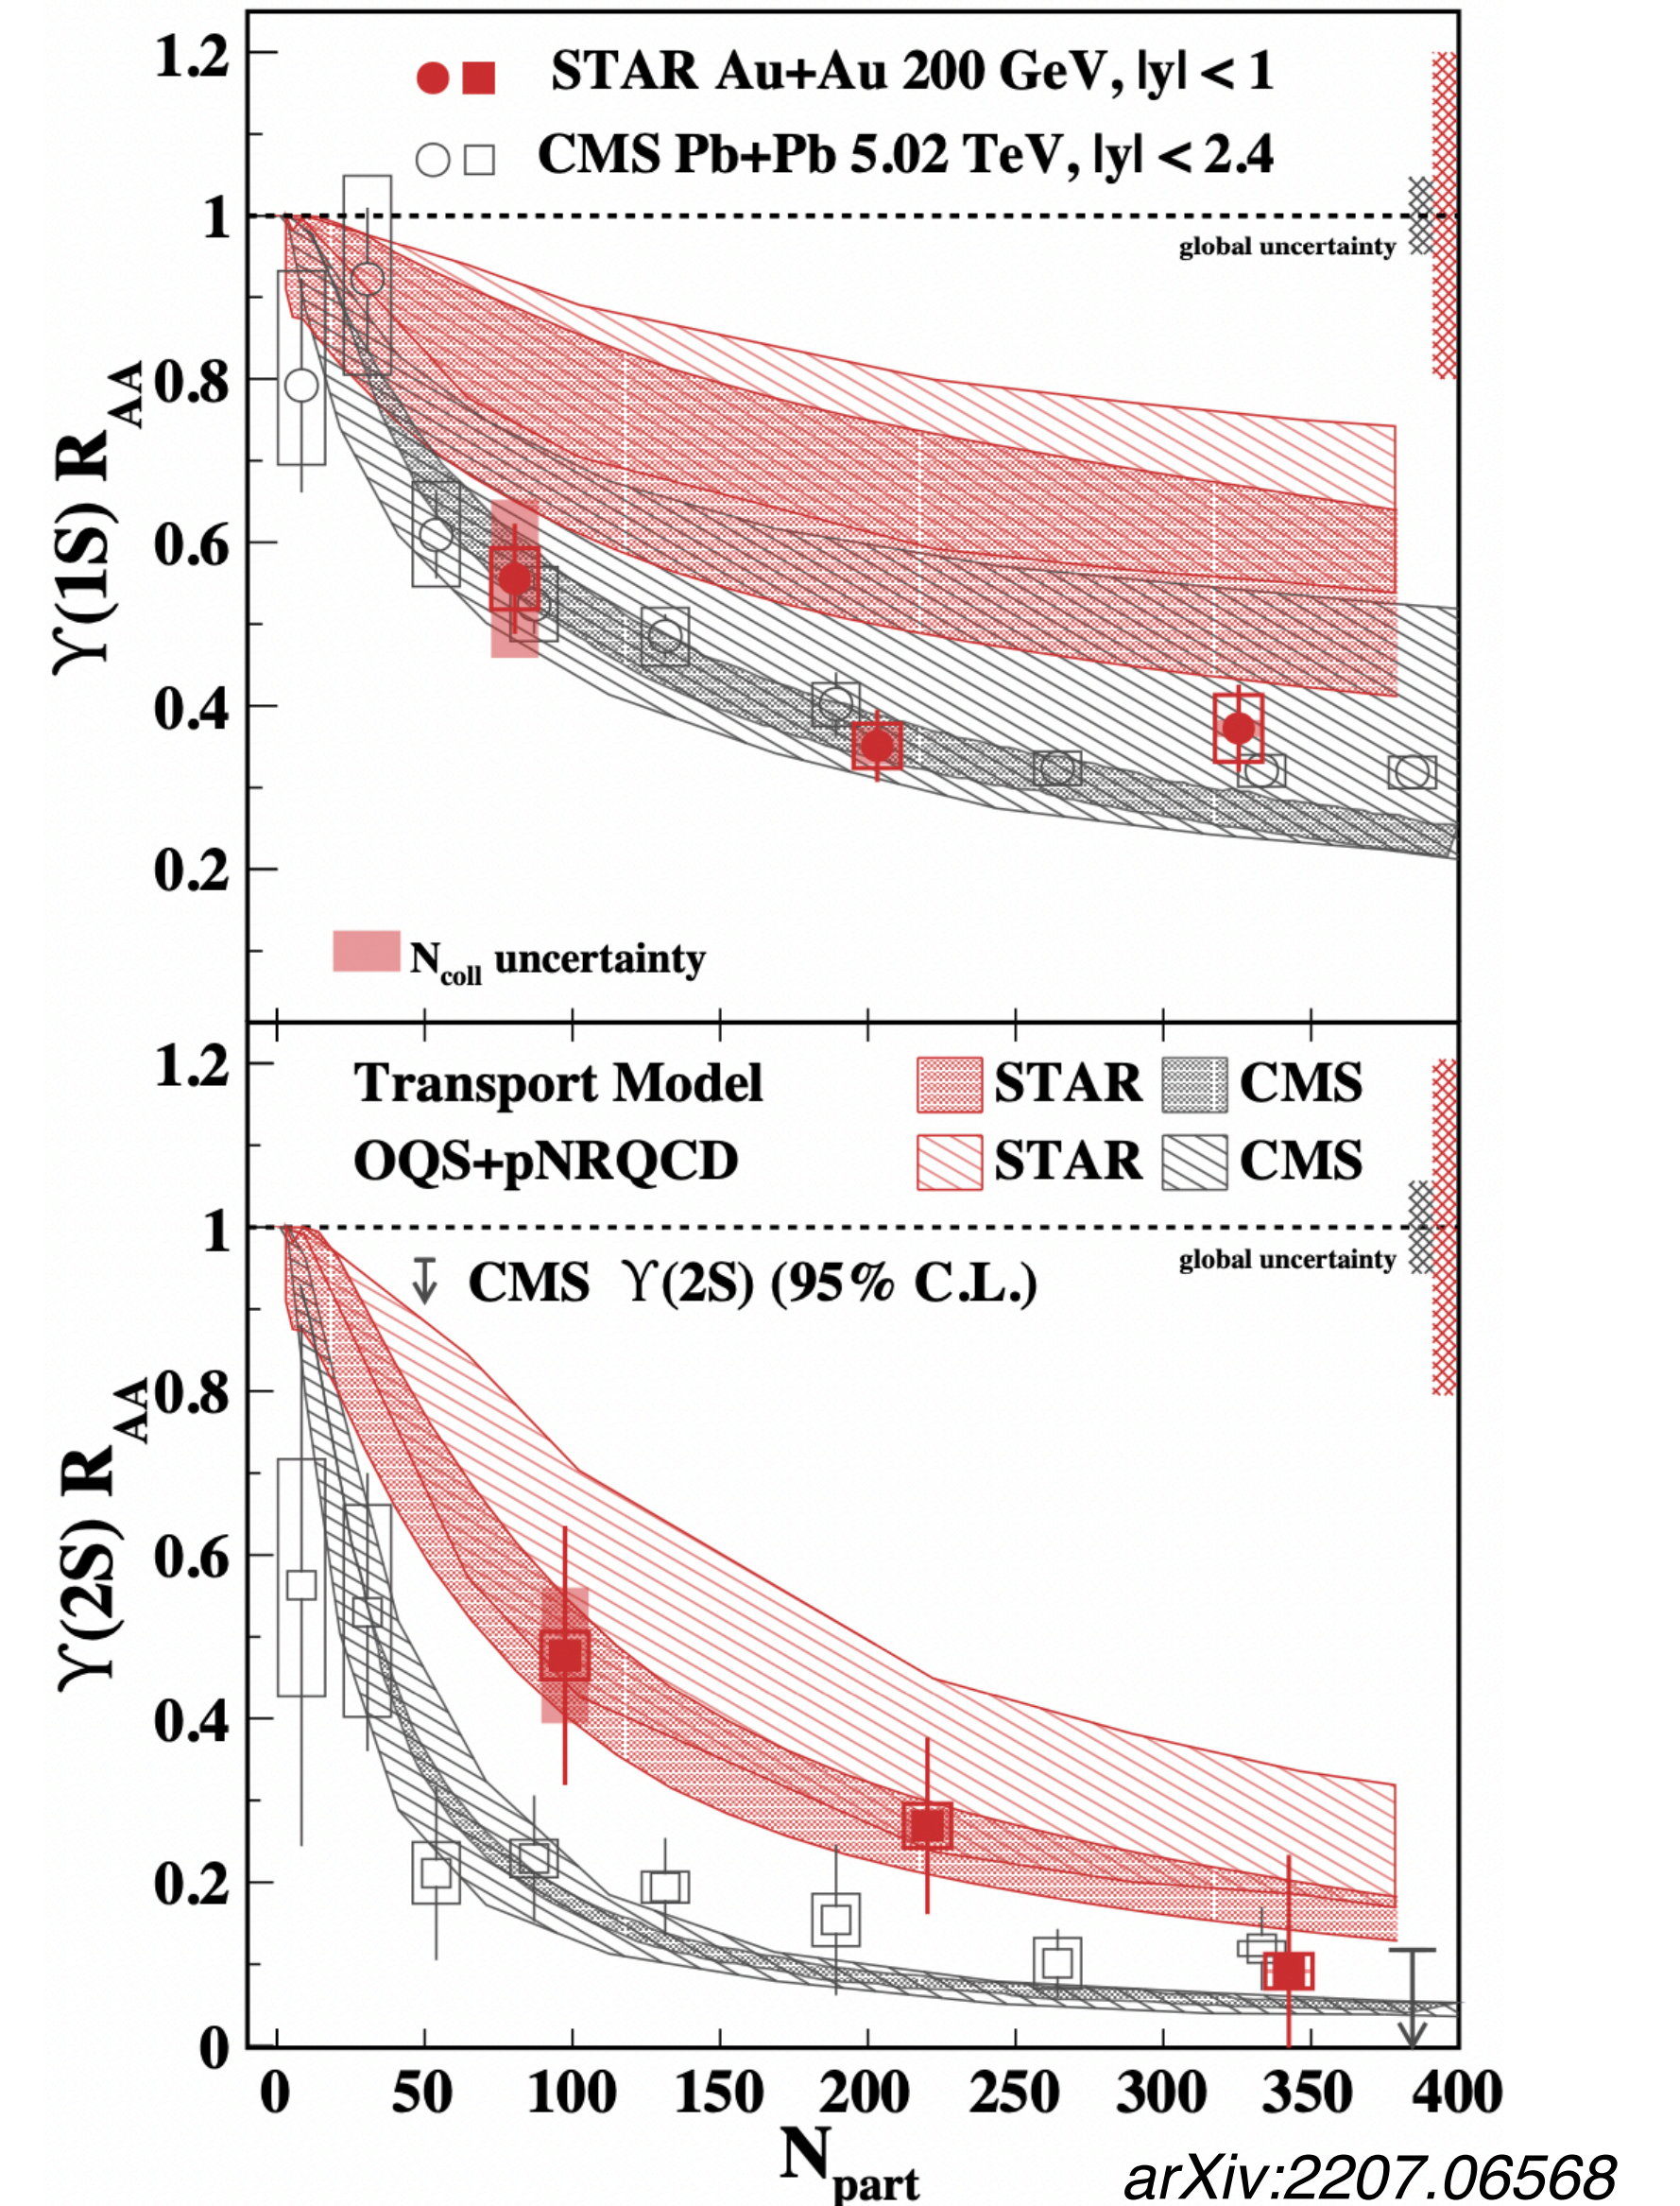 1.2
STAR Au+Au 200 GeV, |y| < 1
CMS Pb+Pb 5.02 TeV, |y| < 2.4
1
global uncertainty
0.8
0.6
0.4
0.2
ϒ(1S) R_AA
N_coll uncertainty
1.2
Transport Model STAR CMS
OQS+pNRQCD STAR CMS
1
global uncertainty
CMS ϒ(2S) (95% C.L.)
0.8
0.6
0.4
0.2
0
ϒ(2S) R_AA
0 50 100 150 200 250 300 350 400
N_part
arXiv:2207.06568